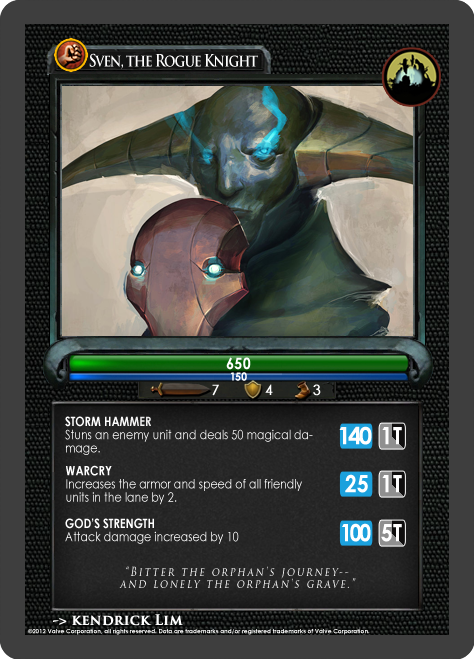 SVEN, THE ROGUE KNIGHT
650
150
7 4 3
STORM HAMMER
Stuns an enemy unit and deals 50 magical da-
mage.
140 1T
WARCRY
Increases the armor and speed of all friendly
units in the lane by 2.
25 1T
GOD'S STRENGTH
Attack damage increased by 10
100 5T
"BITTER THE ORPHAN'S JOURNEY--
AND LONELY THE ORPHAN'S GRAVE."
-> KENDRICK LIM
©2012 Valve Corporation, all rights reserved. Dota are trademarks and/or registered trademarks of Valve Corporation.